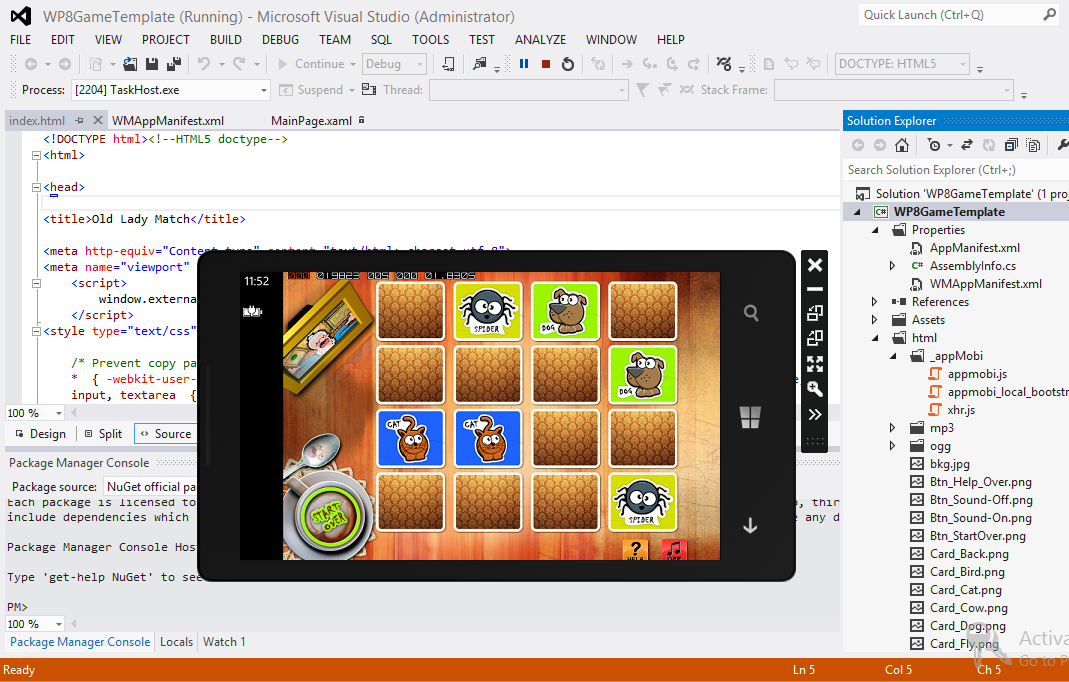 WP8GameTemplate (Running) - Microsoft Visual Studio (Administrator)
Quick Launch (Ctrl+Q)
FILE EDIT VIEW PROJECT BUILD DEBUG TEAM SQL TOOLS TEST ANALYZE WINDOW HELP
Continue Debug DOCTYPE: HTML5
Process: [2204] TaskHost.exe Suspend Thread: Stack Frame:
index.html WMAppManifest.xml MainPage.xaml
<!DOCTYPE html><!--HTML5 doctype-->
<html>
<head>
<title>Old Lady Match</title>
<meta http-equiv="Content-type" content="text/html; charset=utf-8">
<meta name="viewport"
<script>
window.externa
</script>
<style type="text/css"
/* Prevent copy pa
* { -webkit-user-
input, textarea {
100 %
Design Split Source
Package Manager Console
Package source: NuGet official pa
Each package is licensed to
include dependencies which
Package Manager Console Hos
Type 'get-help NuGet' to see
PM>
100 %
Package Manager Console Locals Watch 1
Ready Ln 5 Col 5 Ch 5
11:52
SPIDER
DOG
DOG
CAT
CAT
START OVER
SPIDER
?
HELP
OFF
Solution Explorer
Search Solution Explorer (Ctrl+;)
Solution 'WP8GameTemplate' (1 proj
C# WP8GameTemplate
Properties
AppManifest.xml
C# AssemblyInfo.cs
WMAppManifest.xml
References
Assets
html
_appMobi
appmobi.js
appmobi_local_bootstr
xhr.js
mp3
ogg
bkg.jpg
Btn_Help_Over.png
Btn_Sound-Off.png
Btn_Sound-On.png
Btn_StartOver.png
Card_Back.png
Card_Bird.png
Card_Cat.png
Card_Cow.png
Card_Dog.png
Card_Fly.png
Activa
Go to P